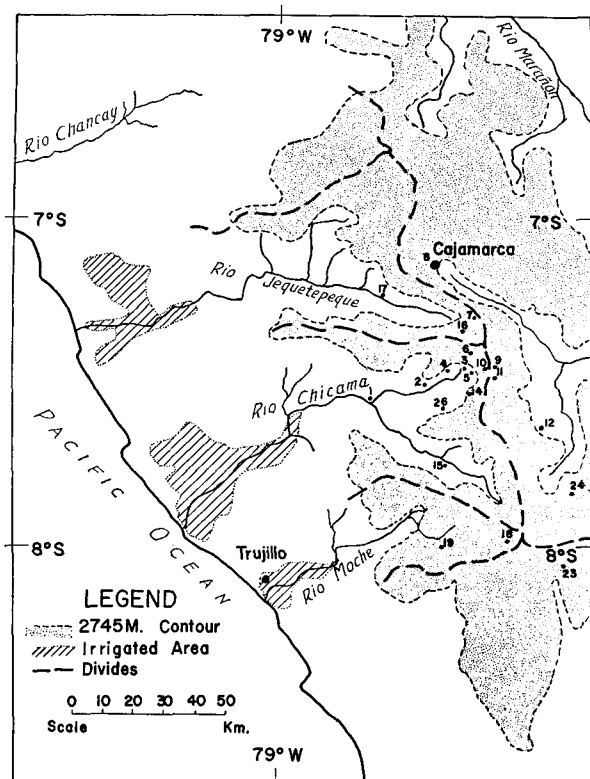 79° W
Rio Marañon
Rio Chancay
7° S
7° S
8
Cajamarca
Rio Jequetepeque
17
7
16
6
3
10
9
4
5
11
2
14
Rio Chicama
26
12
15
24
PACIFIC OCEAN
18
19
8° S
8° S
23
Trujillo
Rio Moche
LEGEND
2745M. Contour
Irrigated Area
Divides
0 10 20 30 40 50
Scale Km.
79° W